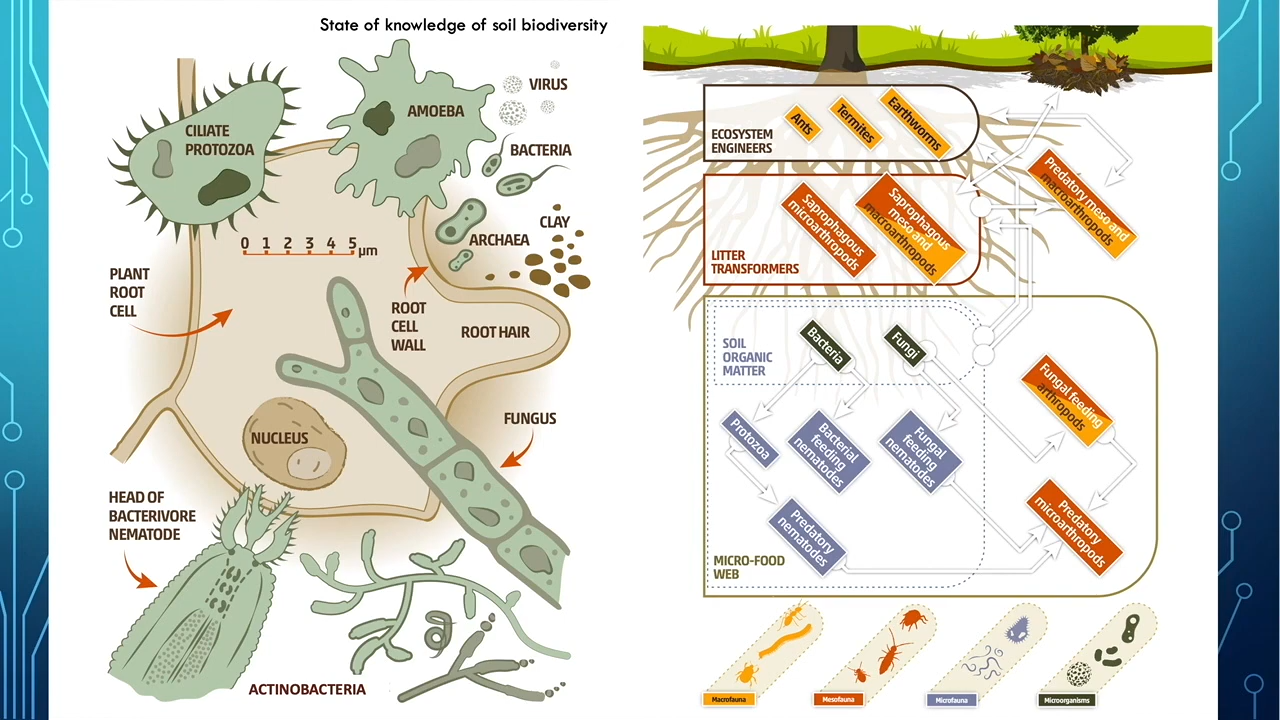 State of knowledge of soil biodiversity
CILIATE
PROTOZOA
AMOEBA
VIRUS
BACTERIA
CLAY
ARCHAEA
0 1 2 3 4 5 µm
PLANT
ROOT
CELL
ROOT
CELL
WALL
ROOT HAIR
FUNGUS
NUCLEUS
HEAD OF
BACTERIVORE
NEMATODE
ACTINOBACTERIA
ECOSYSTEM
ENGINEERS
Ants
Termites
Earthworms
Predatory meso and
macroarthropods
LITTER
TRANSFORMERS
Saprophagous
microarthropods
Saprophagous
meso and
macroarthropods
SOIL
ORGANIC
MATTER
Bacteria
Fungi
Fungal feeding
arthropods
Protozoa
Bacterial
feeding
nematodes
Fungal
feeding
nematodes
Predatory
nematodes
Predatory
microarthropods
MICRO-FOOD
WEB
Macrofauna
Mesofauna
Microfauna
Microorganisms